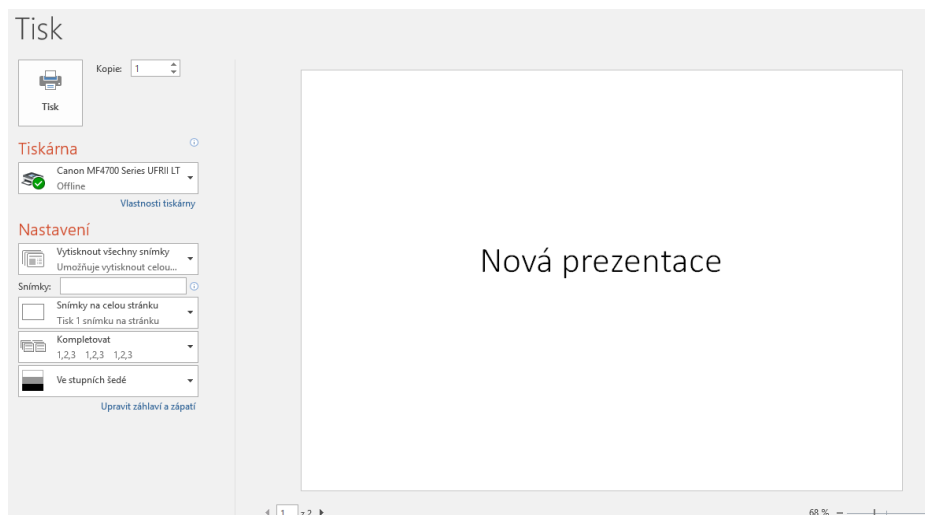 Tisk
Kopie: 1
Tisk
Tiskárna
Canon MF4700 Series UFRII LT
Offline
Vlastnosti tiskárny
Nastavení
Vytisknout všechny snímky
Umožňuje vytisknout celou...
Snímky:
Snímky na celou stránku
Tisk 1 snímku na stránku
Kompletovat
1,2,3 1,2,3 1,2,3
Ve stupních šedé
Upravit záhlaví a zápatí
Nová prezentace
1 z 2
68 %